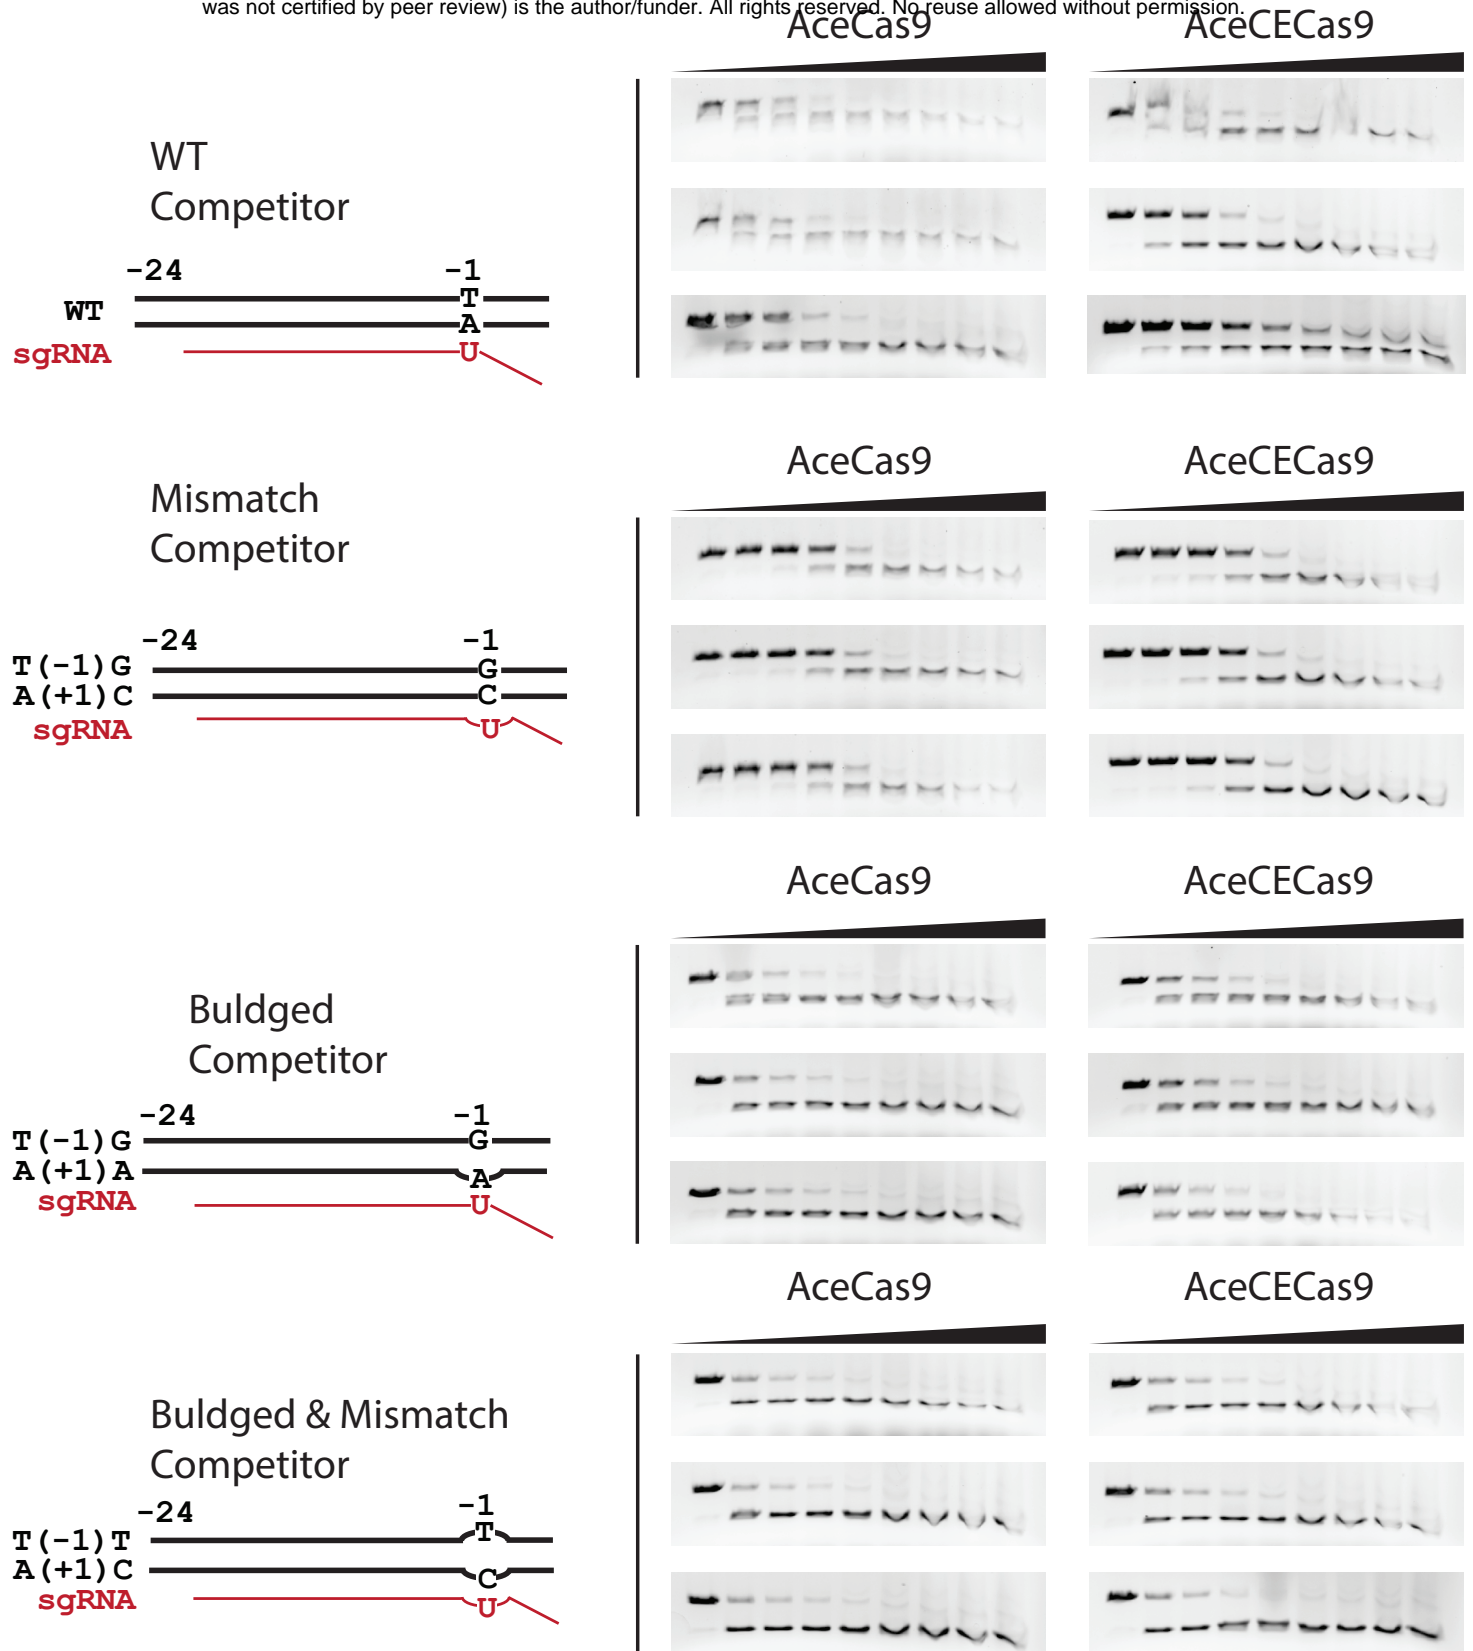 was not certified by peer review) is the author/funder. All rights reserved. No reuse allowed without permission.
AceCas9 AceCECas9
WT
Competitor
-24 -1
T
WT
A
sgRNA U
AceCas9 AceCECas9
Mismatch
Competitor
-24 -1
T(-1)G G
A(+1)C C
sgRNA U
AceCas9 AceCECas9
Buldged
Competitor
-24 -1
T(-1)G G
A(+1)A A
sgRNA U
AceCas9 AceCECas9
Buldged & Mismatch
Competitor
-24 -1
T(-1)T T
A(+1)C C
sgRNA U